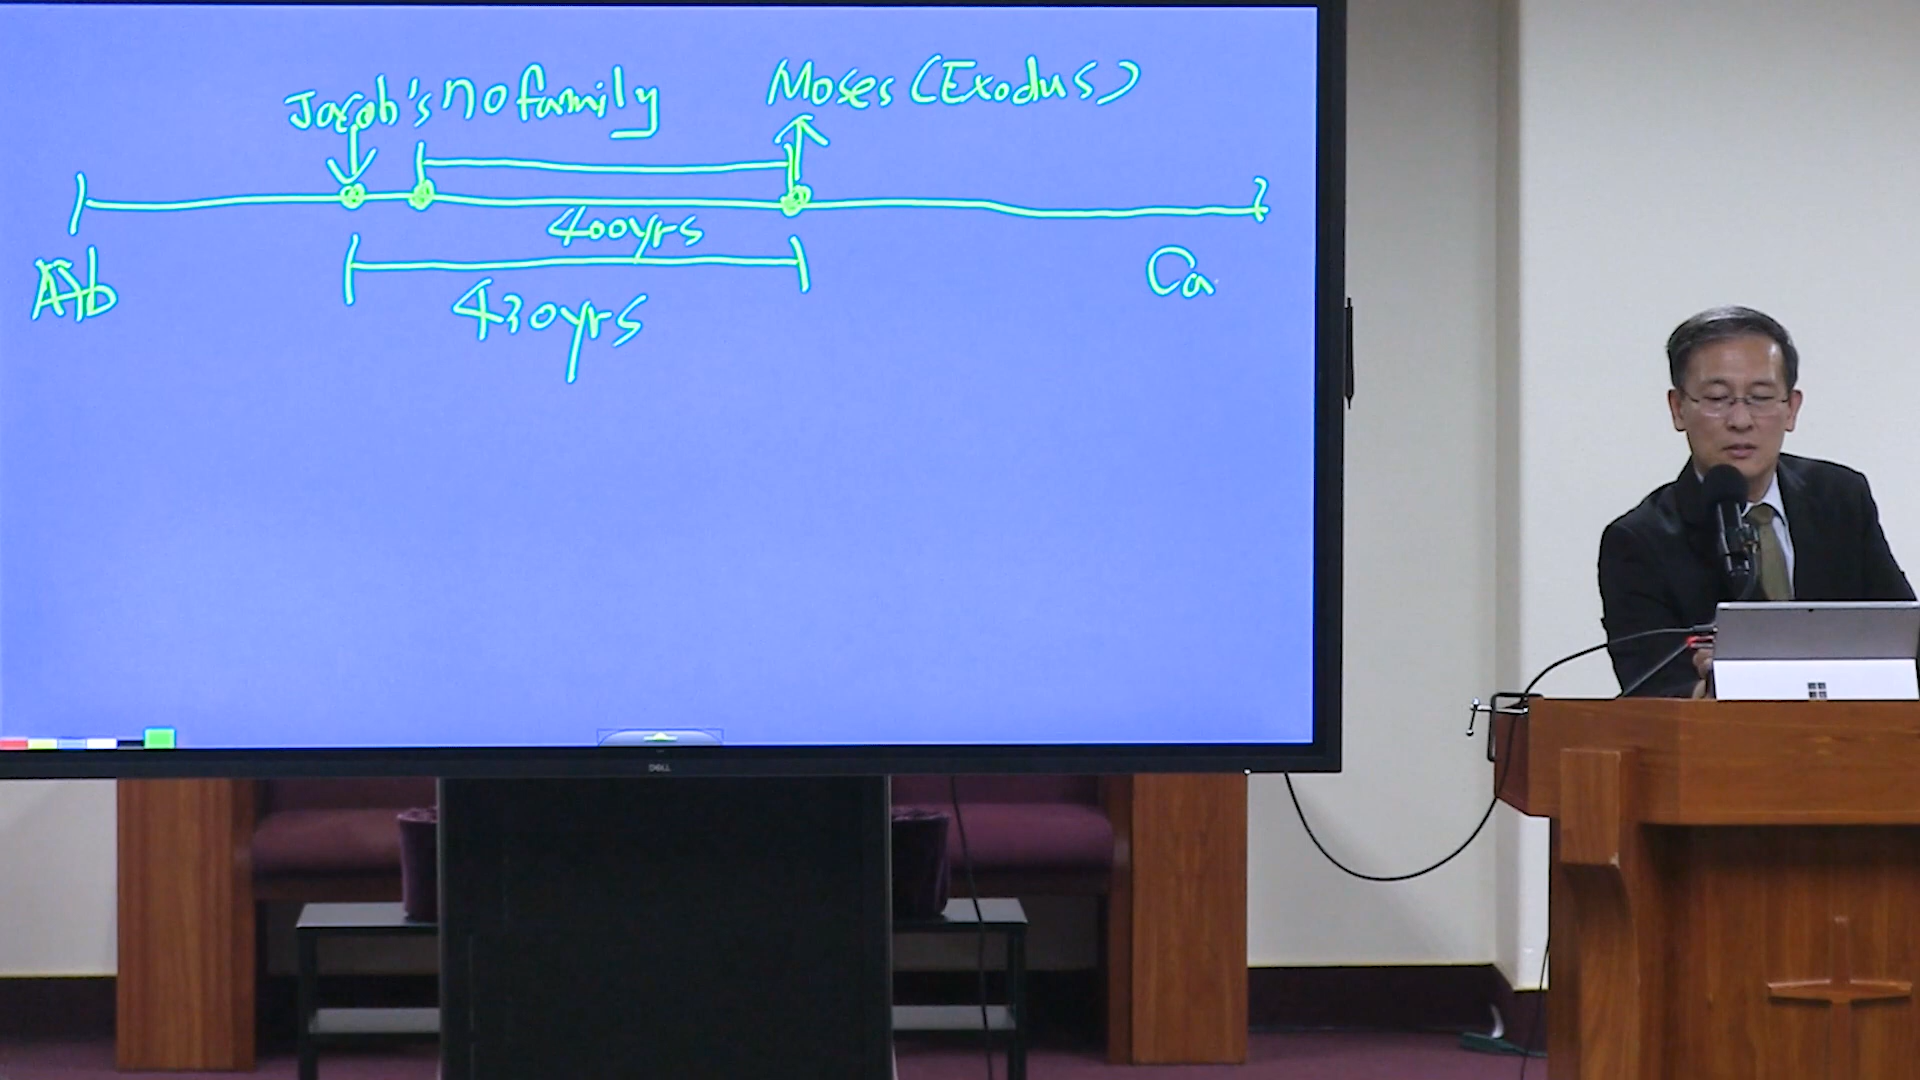 Jacob's 70 family
Moses (Exodus)
400yrs
Ab
Ca
430yrs
DELL